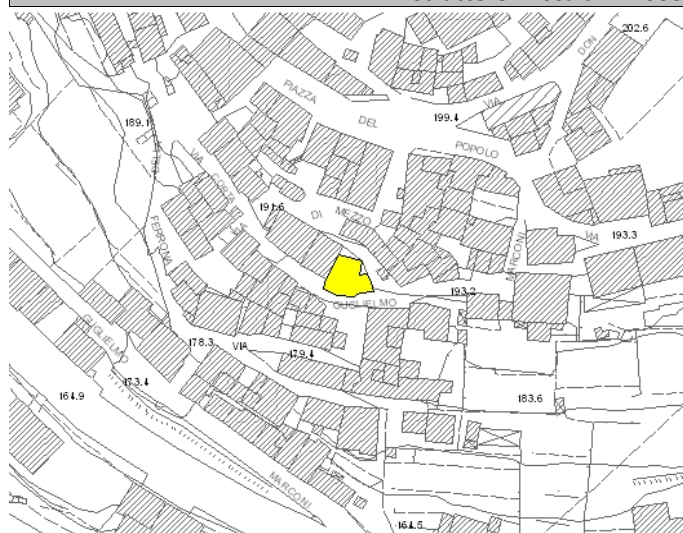 202.6
DON
PIAZZA
DEL
199.4
VIA
POPOLO
189.1
VIA
CORTA
DEL
191.6
DI MEZZO
FERRONA
VIA
193.3
MARCONI
193.2
GUGLIELMO
GUGLIELMO
178.3
VIA
179.4
173.4
164.9
183.6
MARCONI
164.5